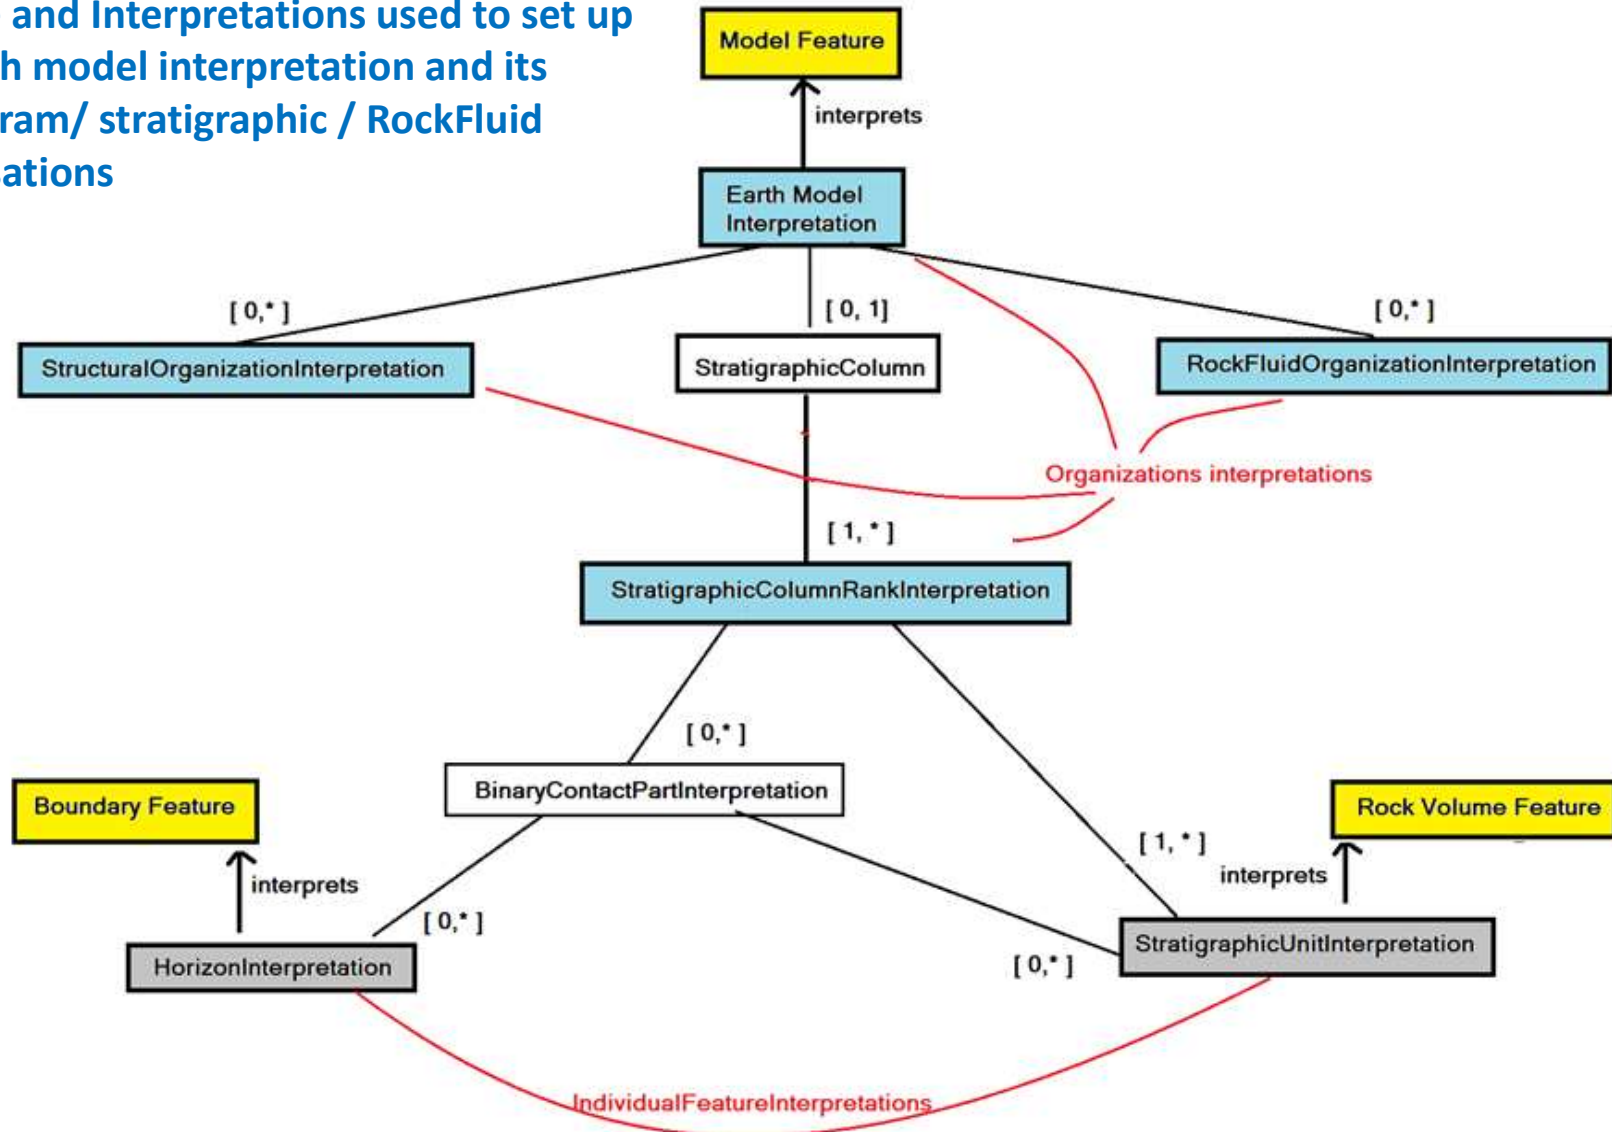 and Interpretations used to set up
h model interpretation and its
ram/ stratigraphic / RockFluid
ations
Model Feature
interprets
Earth Model
Interpretation
[ 0,* ]
[ 0, 1]
[ 0,* ]
StructuralOrganizationInterpretation
StratigraphicColumn
RockFluidOrganizationInterpretation
Organizations interpretations
[ 1, * ]
StratigraphicColumnRankInterpretation
[ 0,* ]
BinaryContactPartInterpretation
Boundary Feature
Rock Volume Feature
[ 1, * ]
interprets
interprets
[ 0,* ]
HorizonInterpretation
StratigraphicUnitInterpretation
[ 0,* ]
IndividualFeatureInterpretations